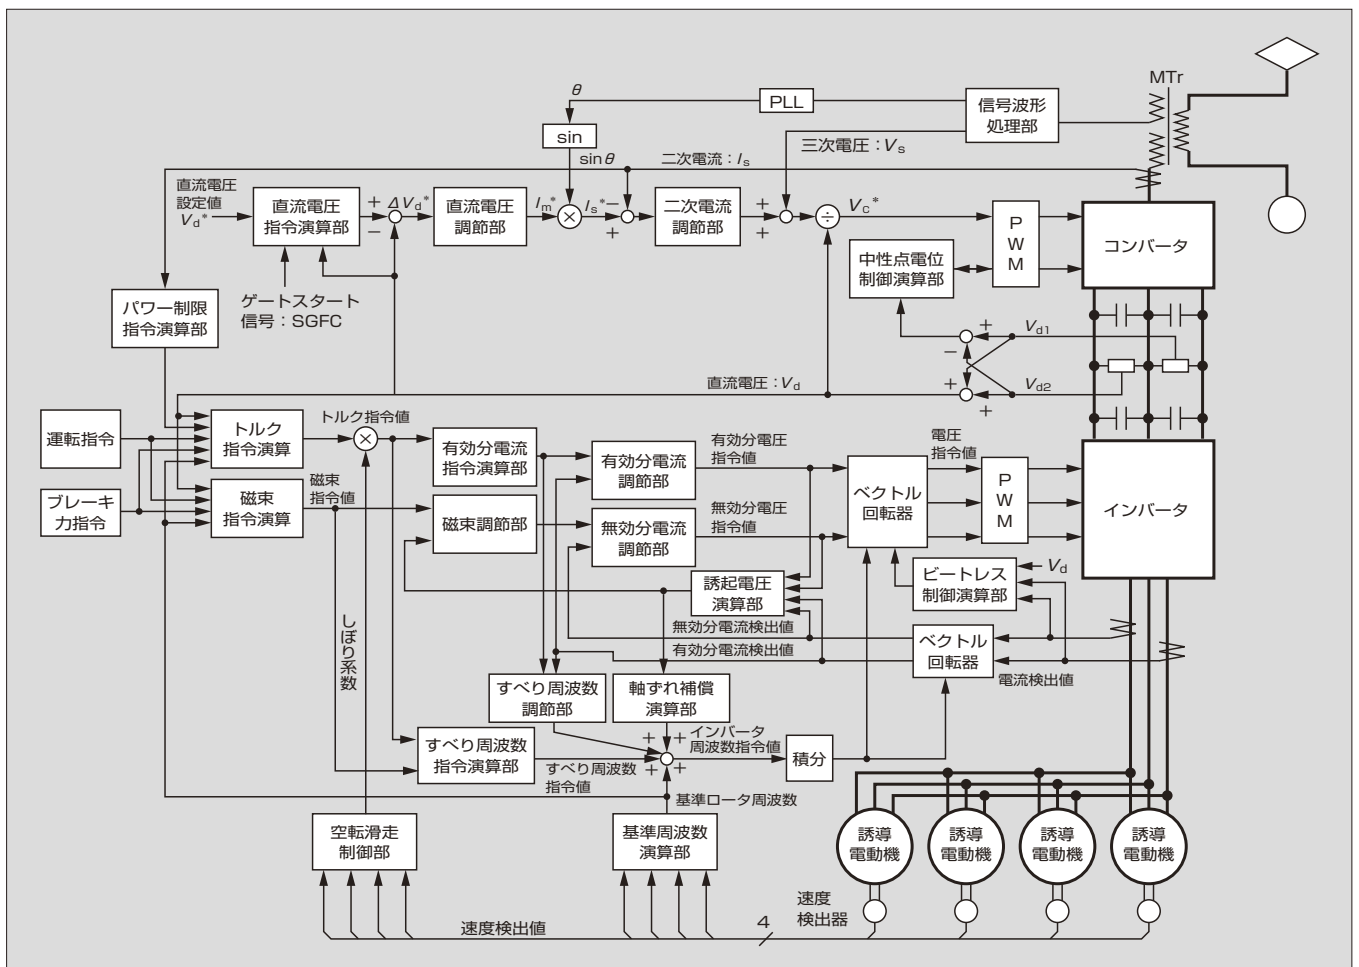 MTr
θ
PLL
信号波形
処理部
sin
sinθ
二次電流：Is
三次電圧：Vs
直流電圧
設定値
Vd*
直流電圧
指令演算部
+
−
ΔVd*
直流電圧
調節部
Im*
×
Is*
−
+
二次電流
調節部
+
+
÷
VC*
PWM
コンバータ
中性点電位
制御演算部
ゲートスタート
信号：SGFC
パワー制限
指令演算部
+
−
Vd1
直流電圧：Vd
+
+
Vd2
運転指令
トルク
指令演算
トルク指令値
×
有効分電流
指令演算部
有効分電流
調節部
有効分電圧
指令値
ベクトル
回転器
電圧
指令値
PWM
インバータ
ブレーキ
力指令
磁束
指令演算
磁束
指令値
磁束調節部
無効分電流
調節部
無効分電圧
指令値
誘起電圧
演算部
ビートレス
制御演算部
Vd
しぼり系数
無効分電流検出値
有効分電流検出値
ベクトル
回転器
電流検出値
すべり周波数
調節部
軸ずれ補償
演算部
すべり周波数
指令演算部
すべり周波数
指令値
+
+
+
+
インバータ
周波数指令値
積分
基準ロータ周波数
空転滑走
制御部
基準周波数
演算部
誘導
電動機
誘導
電動機
誘導
電動機
誘導
電動機
速度検出値
4
速度
検出器